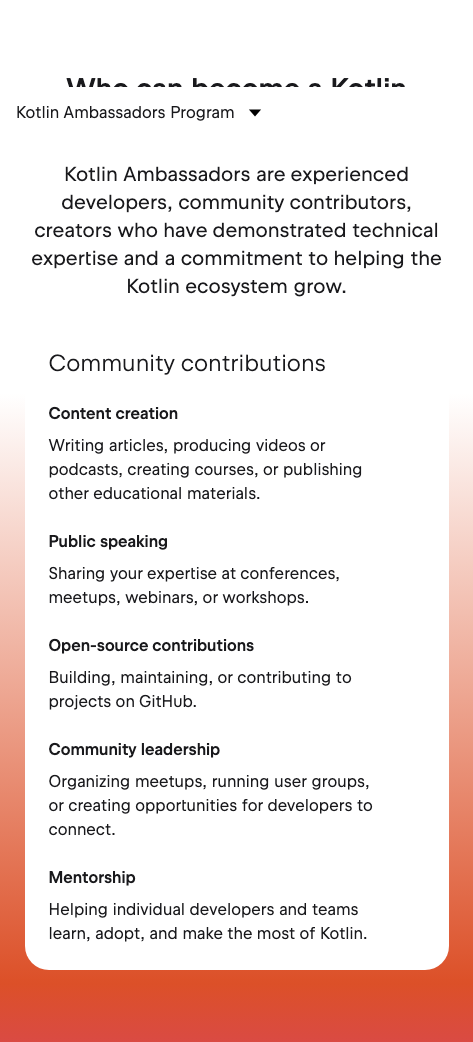 Who can become a Kotlin
Kotlin Ambassadors Program
Kotlin Ambassadors are experienced
developers, community contributors,
creators who have demonstrated technical
expertise and a commitment to helping the
Kotlin ecosystem grow.
Community contributions
Content creation
Writing articles, producing videos or
podcasts, creating courses, or publishing
other educational materials.
Public speaking
Sharing your expertise at conferences,
meetups, webinars, or workshops.
Open-source contributions
Building, maintaining, or contributing to
projects on GitHub.
Community leadership
Organizing meetups, running user groups,
or creating opportunities for developers to
connect.
Mentorship
Helping individual developers and teams
learn, adopt, and make the most of Kotlin.